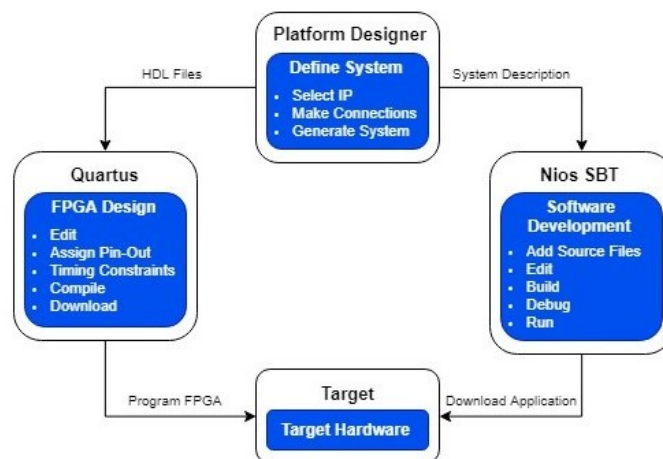 Platform Designer
Define System
• Select IP
• Make Connections
• Generate System
HDL Files
System Description
Quartus
FPGA Design
• Edit
• Assign Pin-Out
• Timing Constraints
• Compile
• Download
Nios SBT
Software
Development
• Add Source Files
• Edit
• Build
• Debug
• Run
Program FPGA
Download Application
Target
Target Hardware